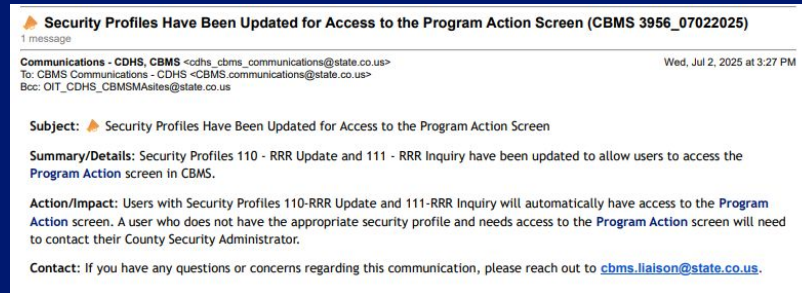 Security Profiles Have Been Updated for Access to the Program Action Screen (CBMS 3956_07022025)
1 message
Communications - CDHS, CBMS <cdhs_cbms_communications@state.co.us> Wed, Jul 2, 2025 at 3:27 PM
To: CBMS Communications - CDHS <CBMS.communications@state.co.us>
Bcc: OIT_CDHS_CBMSMAsites@state.co.us
Subject: Security Profiles Have Been Updated for Access to the Program Action Screen
Summary/Details: Security Profiles 110 - RRR Update and 111 - RRR Inquiry have been updated to allow users to access the
Program Action screen in CBMS.
Action/Impact: Users with Security Profiles 110-RRR Update and 111-RRR Inquiry will automatically have access to the Program
Action screen. A user who does not have the appropriate security profile and needs access to the Program Action screen will need
to contact their County Security Administrator.
Contact: If you have any questions or concerns regarding this communication, please reach out to cbms.liaison@state.co.us.